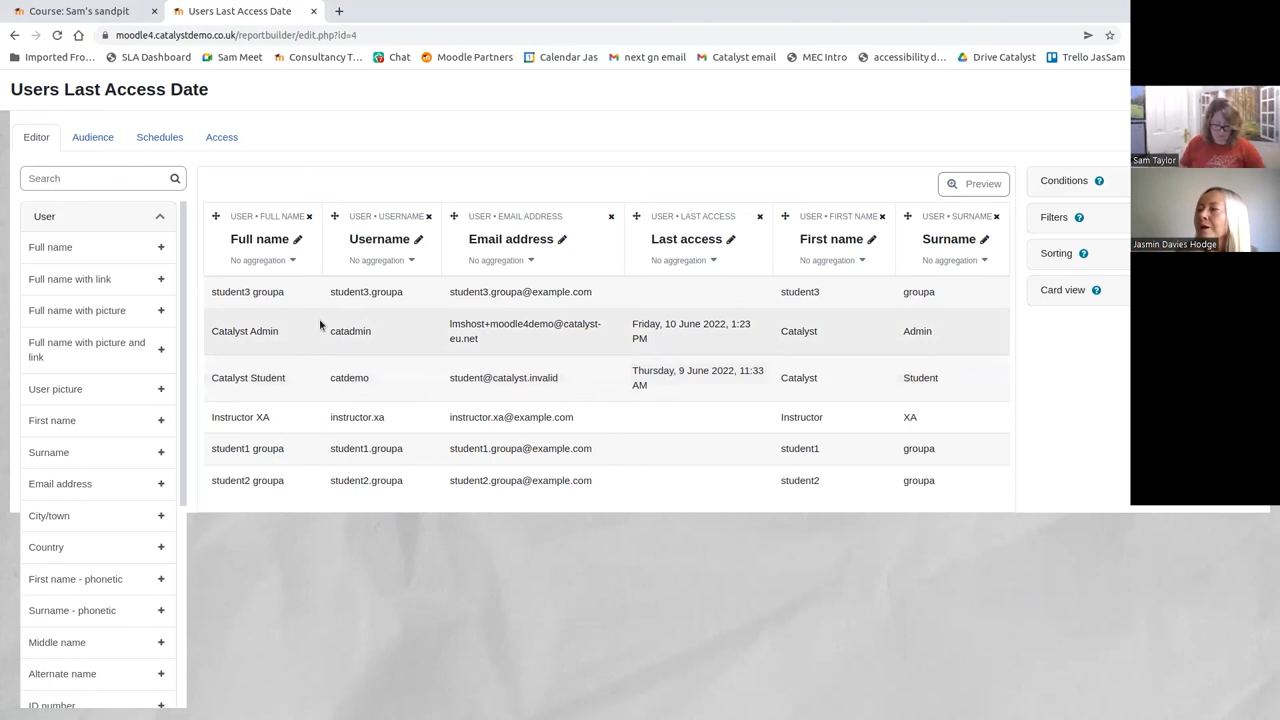 Course: Sam's sandpit
Users Last Access Date
moodle4.catalystdemo.co.uk/reportbuilder/edit.php?id=4
Imported Fro... SLA Dashboard Sam Meet Consultancy T... Chat Moodle Partners Calendar Jas next gn email Catalyst email MEC Intro accessibility d... Drive Catalyst Trello JasSam
Users Last Access Date
Editor Audience Schedules Access
Search
User
Full name
Full name with link
Full name with picture
Full name with picture and
link
User picture
First name
Surname
Email address
City/town
Country
First name - phonetic
Surname - phonetic
Middle name
Alternate name
ID number
Preview
USER • FULL NAME USER • USERNAME USER • EMAIL ADDRESS USER • LAST ACCESS USER • FIRST NAME USER • SURNAME
Full name Username Email address Last access First name Surname
No aggregation No aggregation No aggregation No aggregation No aggregation No aggregation
student3 groupa student3.groupa student3.groupa@example.com student3 groupa
Catalyst Admin catadmin lmshost+moodle4demo@catalyst-
eu.net Friday, 10 June 2022, 1:23
PM Catalyst Admin
Catalyst Student catdemo student@catalyst.invalid Thursday, 9 June 2022, 11:33
AM Catalyst Student
Instructor XA instructor.xa instructor.xa@example.com Instructor XA
student1 groupa student1.groupa student1.groupa@example.com student1 groupa
student2 groupa student2.groupa student2.groupa@example.com student2 groupa
Conditions
Filters
Sorting
Card view
Sam Taylor
Jasmin Davies Hodge